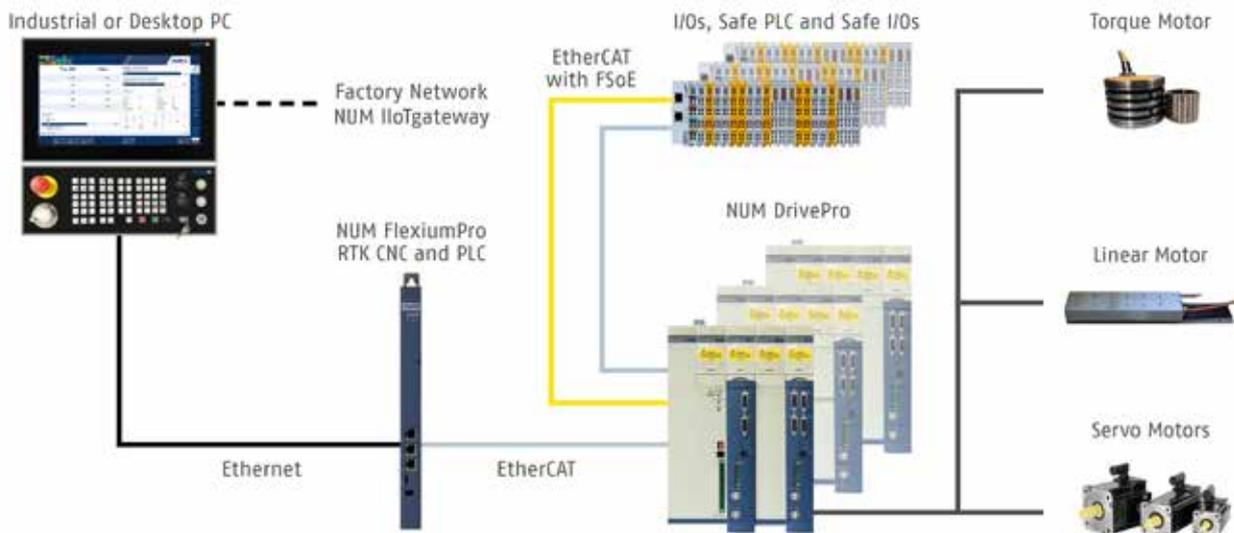 Industrial or Desktop PC
Factory Network
NUM IIoTgateway
NUM FlexiumPro
RTK CNC and PLC
Ethernet
EtherCAT
EtherCAT
with FSoE
I/Os, Safe PLC and Safe I/Os
NUM DrivePro
Torque Motor
Linear Motor
Servo Motors